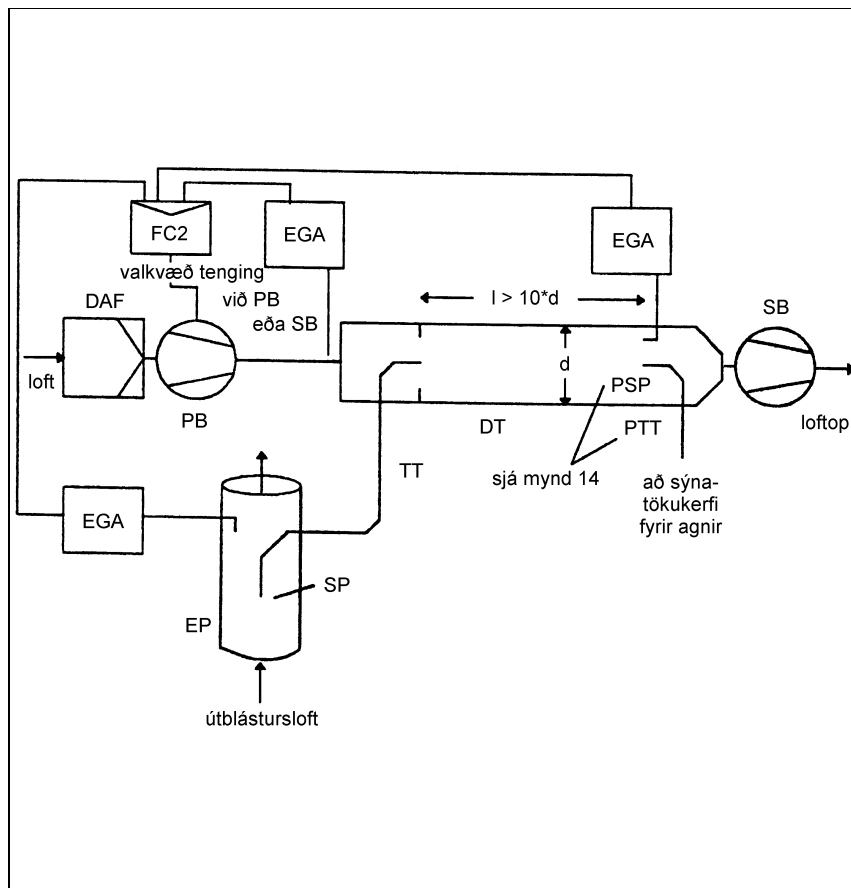 FC2
EGA
EGA
valkvæð tenging
við PB
eða SB
l > 10*d
DAF
SB
loft
PB
d
PSP
DT
PTT
loftop
TT
sjá mynd 14
að sýna-
tökukerfi
fyrir agnir
EGA
SP
EP
útblástursloft